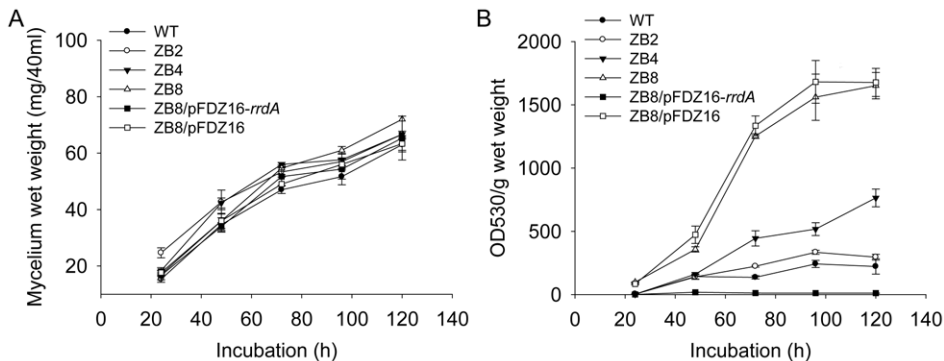 A
WT
ZB2
ZB4
ZB8
ZB8/pFDZ16-rrdA
ZB8/pFDZ16
Mycelium wet weight (mg/40ml)
100
80
60
40
20
0 20 40 60 80 100 120 140
Incubation (h)
B
WT
ZB2
ZB4
ZB8
ZB8/pFDZ16-rrdA
ZB8/pFDZ16
OD530/g wet weight
2000
1500
1000
500
0
0 20 40 60 80 100 120 140
Incubation (h)